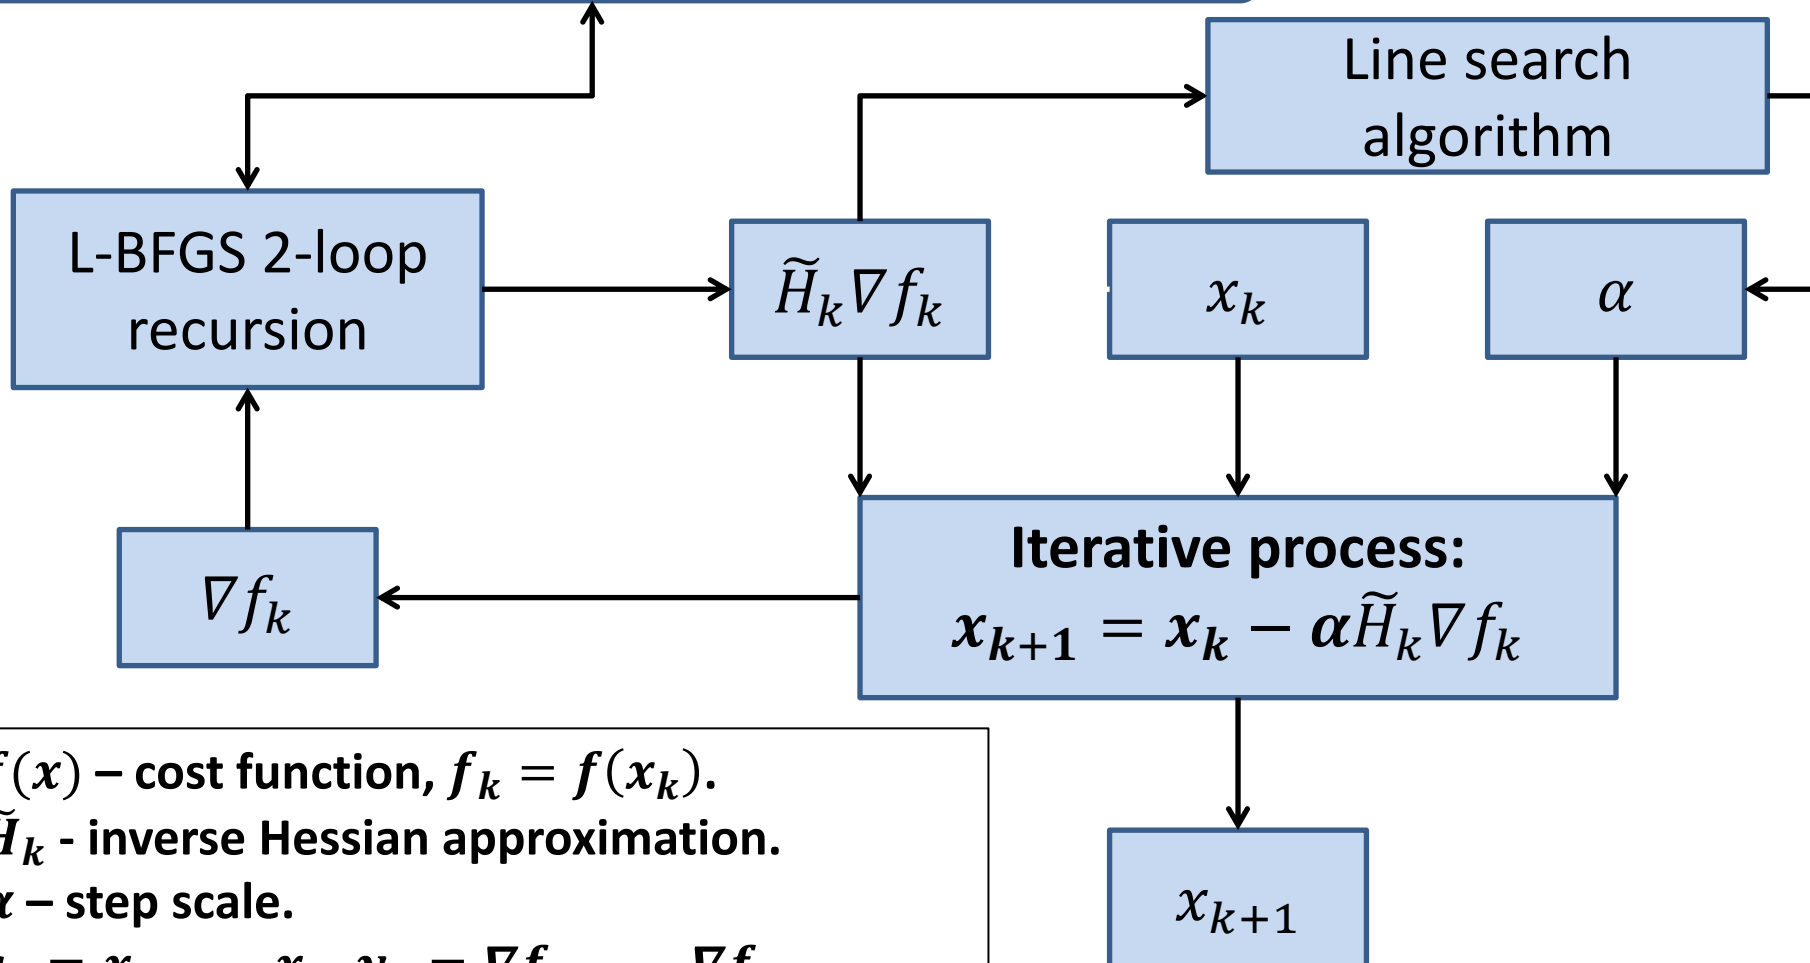 Line search
algorithm
L-BFGS 2-loop
recursion
H̃ₖ∇fₖ
xₖ
α
Iterative process:
xₖ₊₁ = xₖ − αH̃ₖ∇fₖ
∇fₖ
f(x) – cost function, fₖ = f(xₖ).
H̃ₖ - inverse Hessian approximation.
α – step scale.
xₖ₊₁